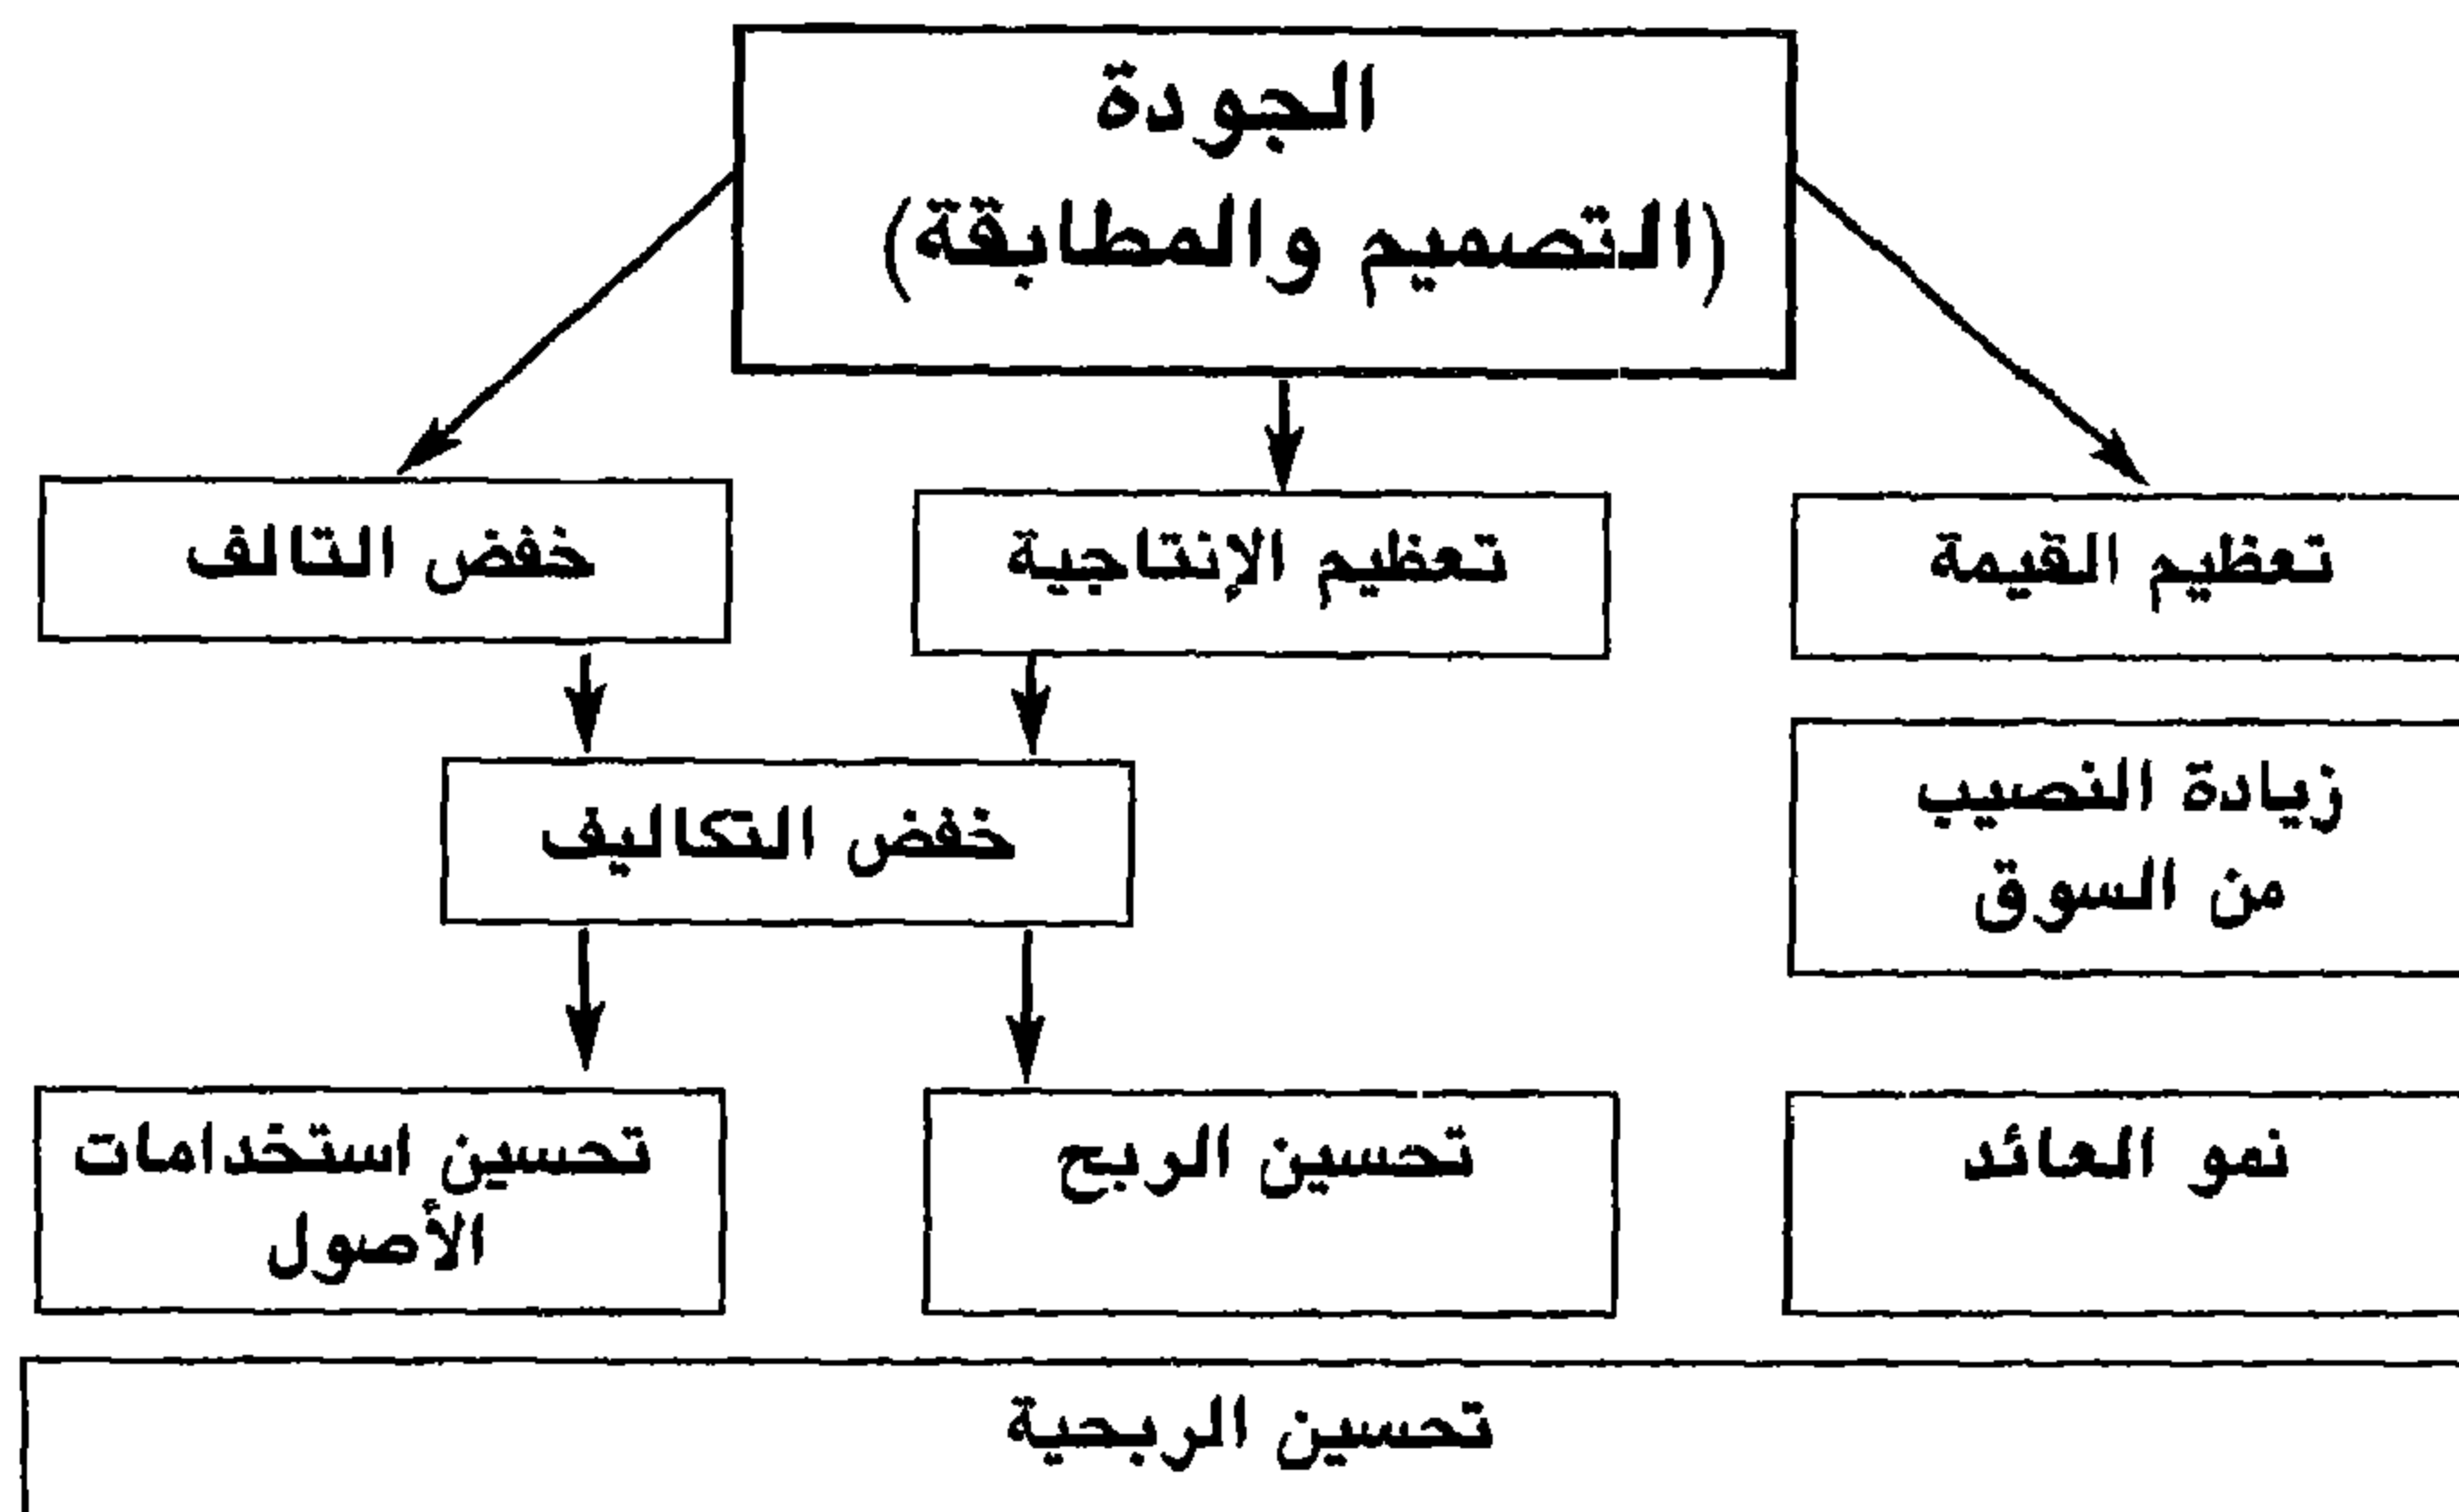 الجودة
(التصميم والمطابقة)
تعظيم القيمة
تعظيم الإنتاجية
خفض التالف
زيادة النصيب
من السوق
خفض التكاليف
نمو العائد
تحسين الربح
تحسين استخدامات
الأصول
تحسين الربحية